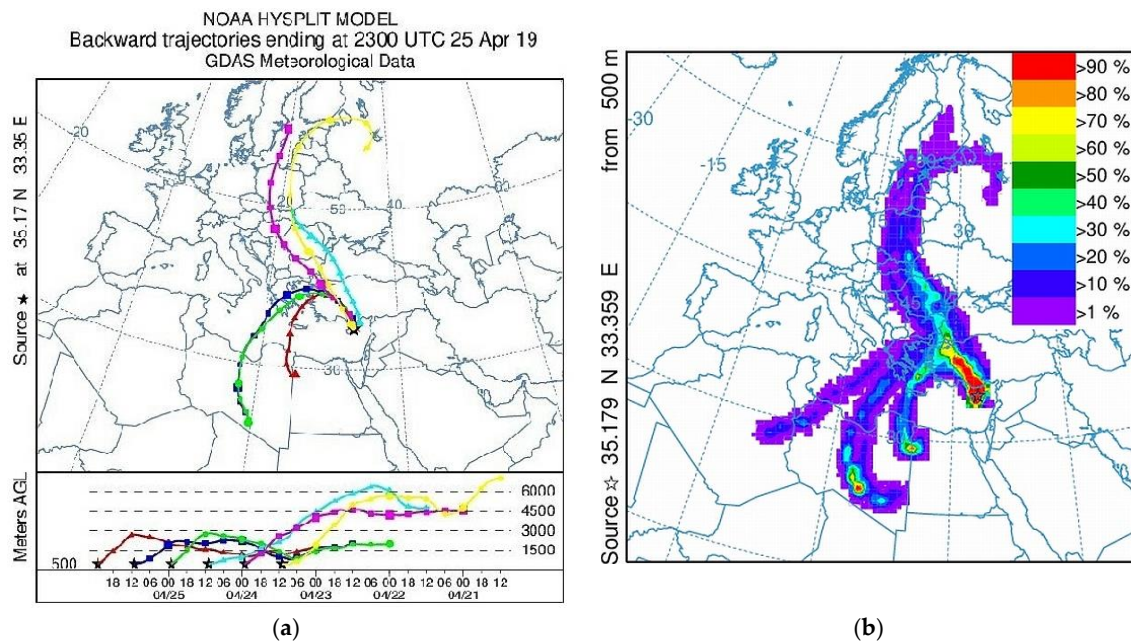 (a)
NOAA HYSPLIT MODEL
Backward trajectories ending at 2300 UTC 25 Apr 19
GDAS Meteorological Data
Source ★ at 35.17 N 33.35 E
-20
20
50
40
30
Meters AGL
6000
4500
3000
1500
500
18 12 06 00 18 12 06 00 18 12 06 00 18 12 06 00 18 12 06 00 12
04/25 04/24 04/23 04/22 04/21
(b)
Source ☆ 35.179 N 33.359 E from 500 m
-30
-15
30
>90 %
>80 %
>70 %
>60 %
>50 %
>40 %
>30 %
>20 %
>10 %
>1 %